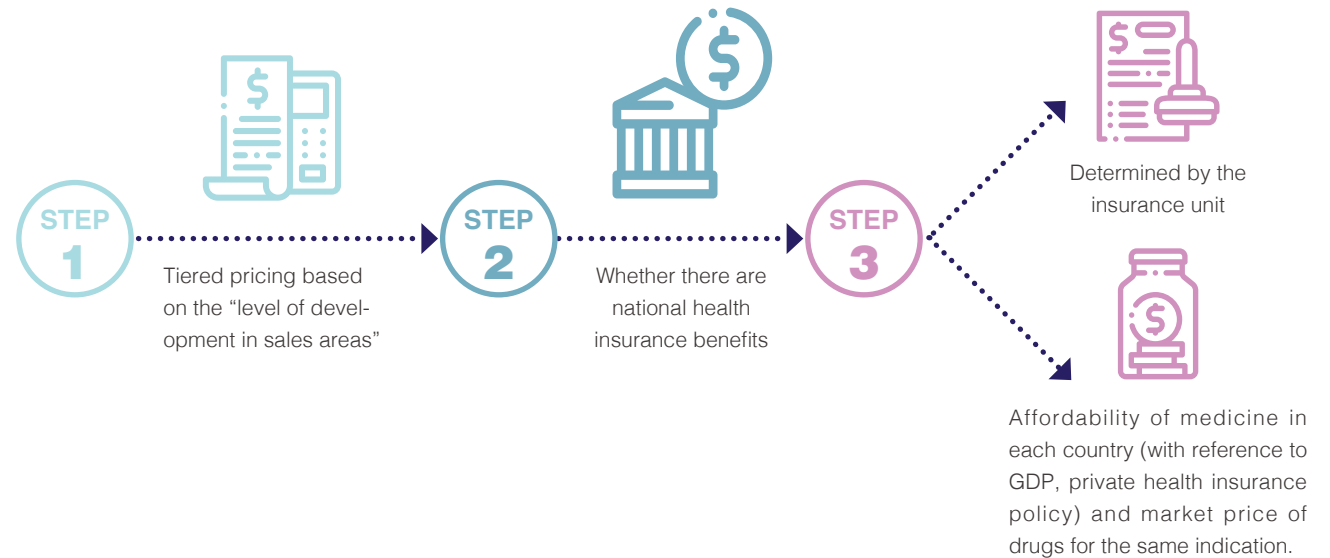 STEP
1
Tiered pricing based
on the “level of devel-
opment in sales areas”
STEP
2
Whether there are
national health
insurance benefits
STEP
3
Determined by the
insurance unit
Affordability of medicine in
each country (with reference to
GDP, private health insurance
policy) and market price of
drugs for the same indication.